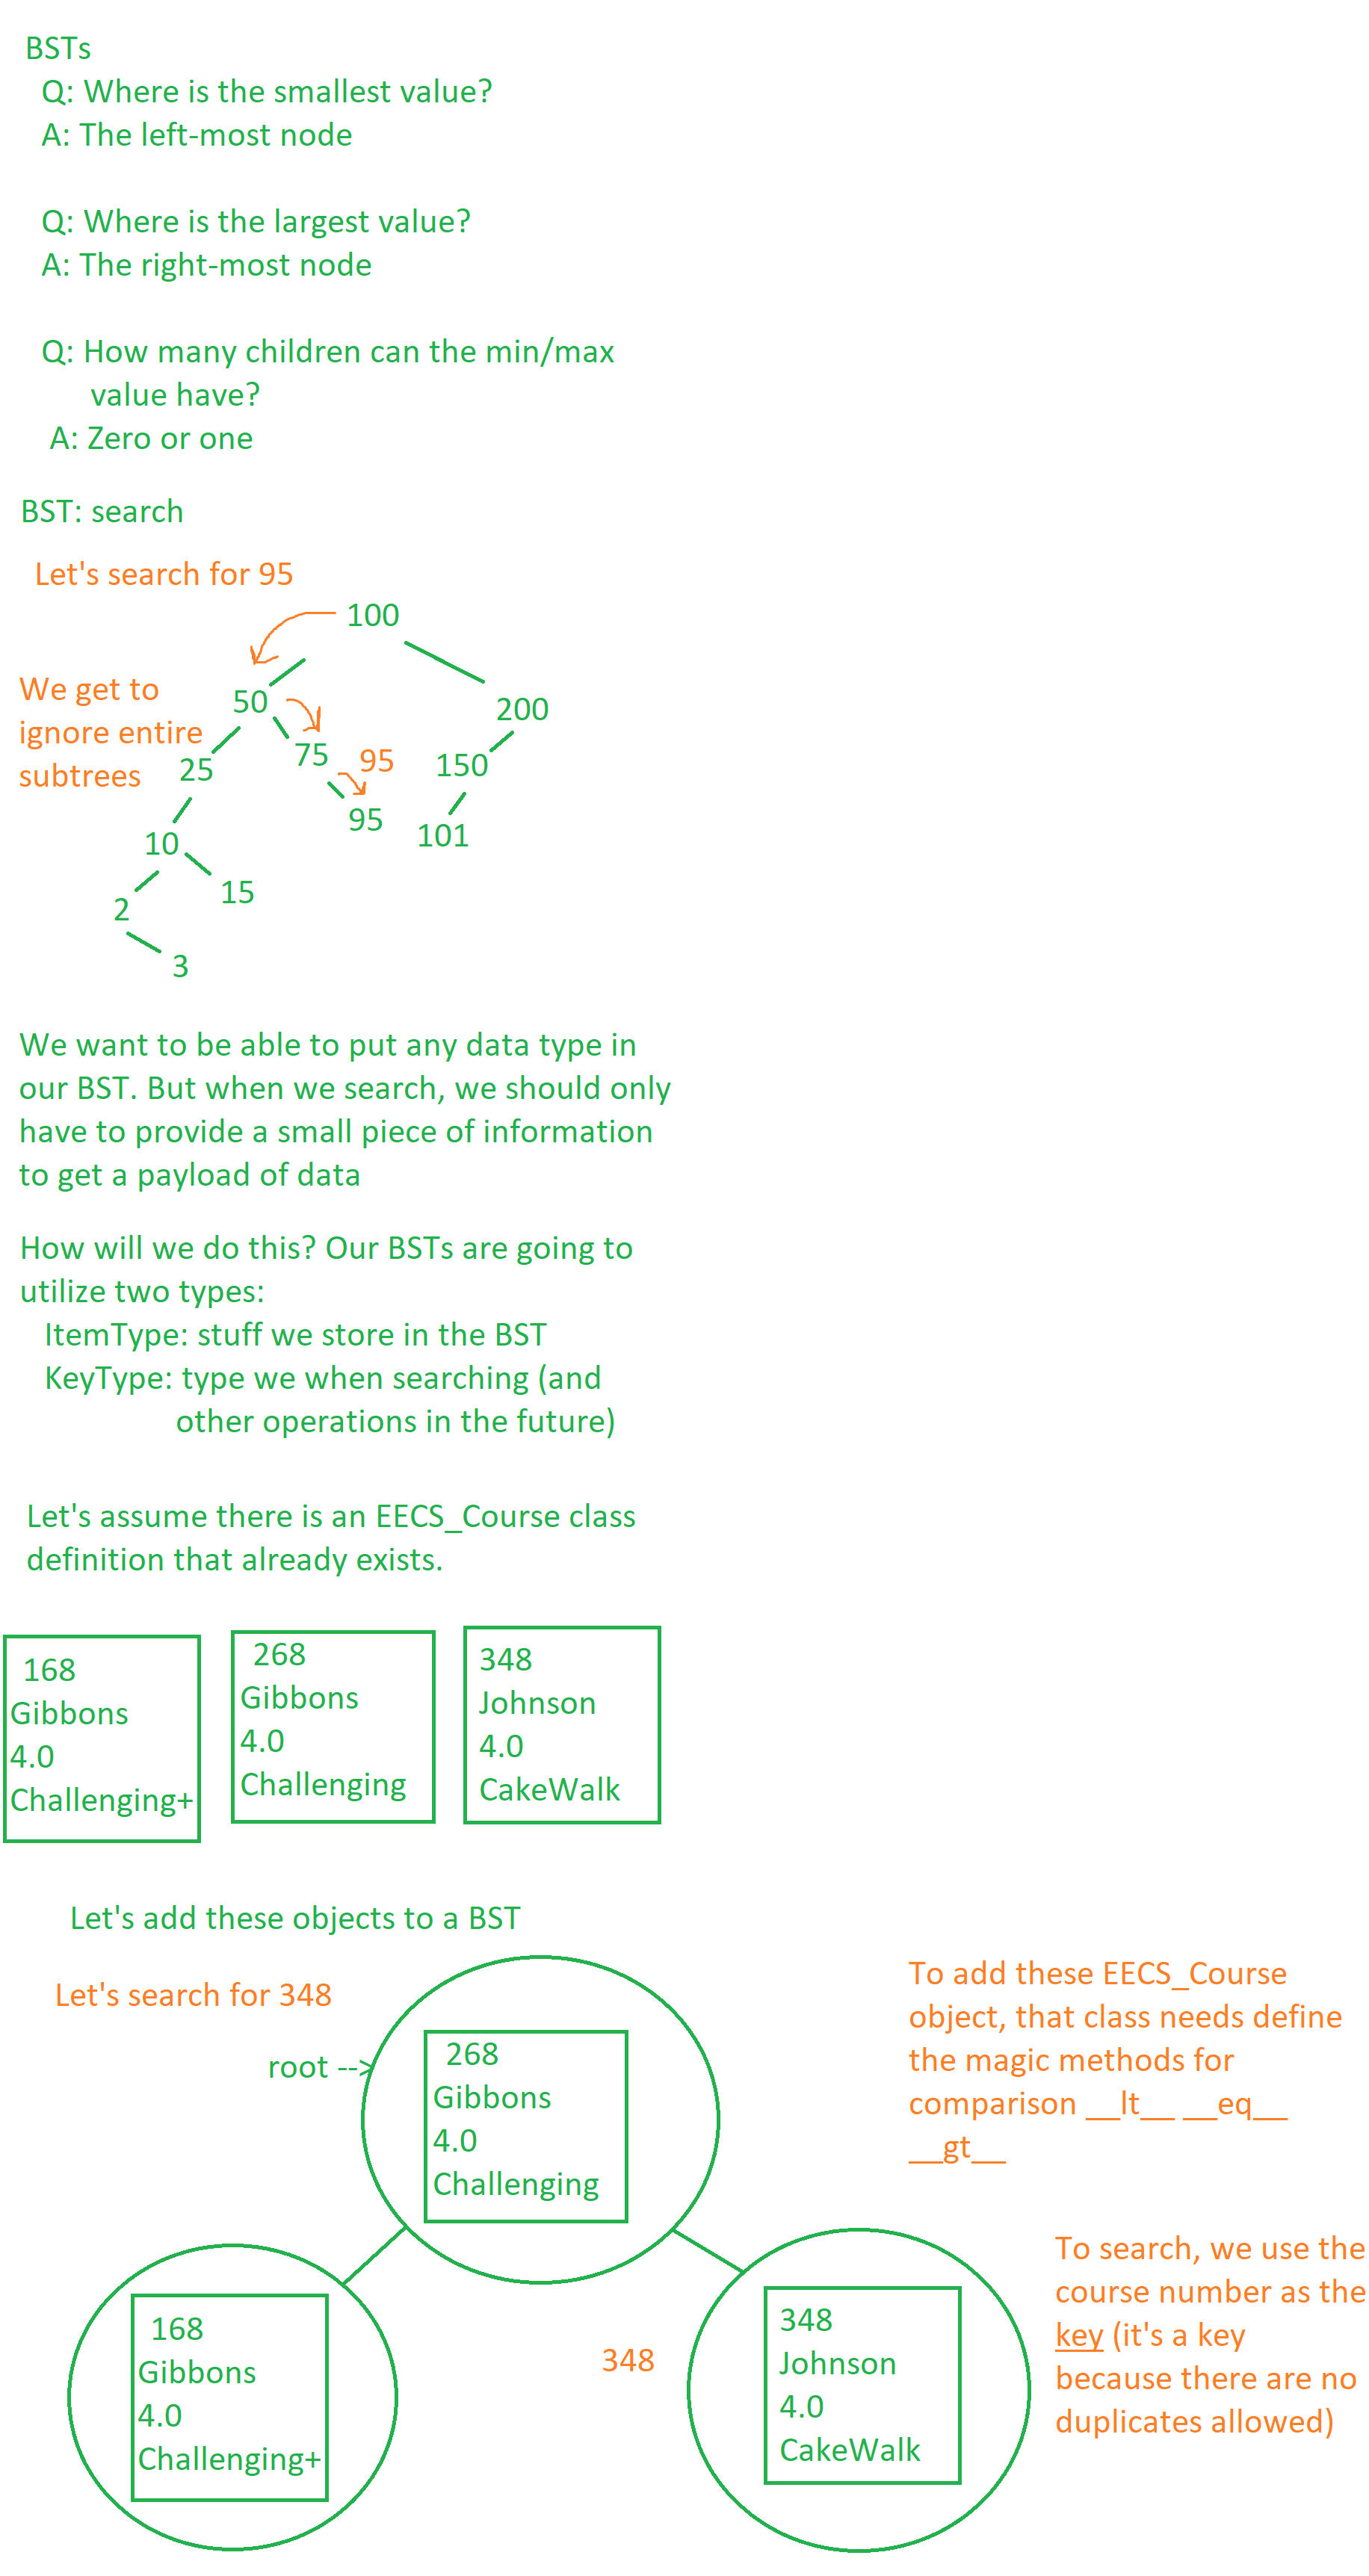 BSTs
Q: Where is the smallest value?
A: The left-most node
Q: Where is the largest value?
A: The right-most node
Q: How many children can the min/max
value have?
A: Zero or one
BST: search
Let's search for 95
100
We get to
ignore entire
subtrees
50
200
25
75
95
150
95
101
10
15
2
3
We want to be able to put any data type in
our BST. But when we search, we should only
have to provide a small piece of information
to get a payload of data
How will we do this? Our BSTs are going to
utilize two types:
ItemType: stuff we store in the BST
KeyType: type we when searching (and
other operations in the future)
Let's assume there is an EECS_Course class
definition that already exists.
168
Gibbons
4.0
Challenging+
268
Gibbons
4.0
Challenging
348
Johnson
4.0
CakeWalk
Let's add these objects to a BST
Let's search for 348
root -->
268
Gibbons
4.0
Challenging
To add these EECS_Course
object, that class needs define
the magic methods for
comparison __lt__ __eq__
__gt__
168
Gibbons
4.0
Challenging+
348
348
Johnson
4.0
CakeWalk
To search, we use the
course number as the
key (it's a key
because there are no
duplicates allowed)